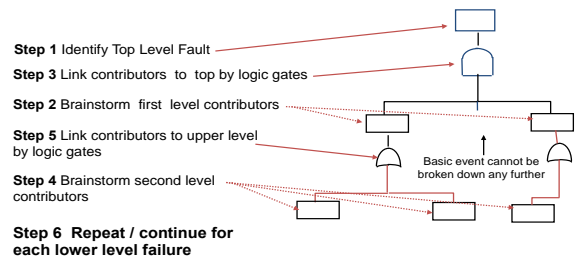 Step 1 Identify Top Level Fault
Step 3 Link contributors to top by logic gates
Step 2 Brainstorm first level contributors
Step 5 Link contributors to upper level
by logic gates
Basic event cannot be
broken down any further
Step 4 Brainstorm second level
contributors
Step 6 Repeat / continue for
each lower level failure